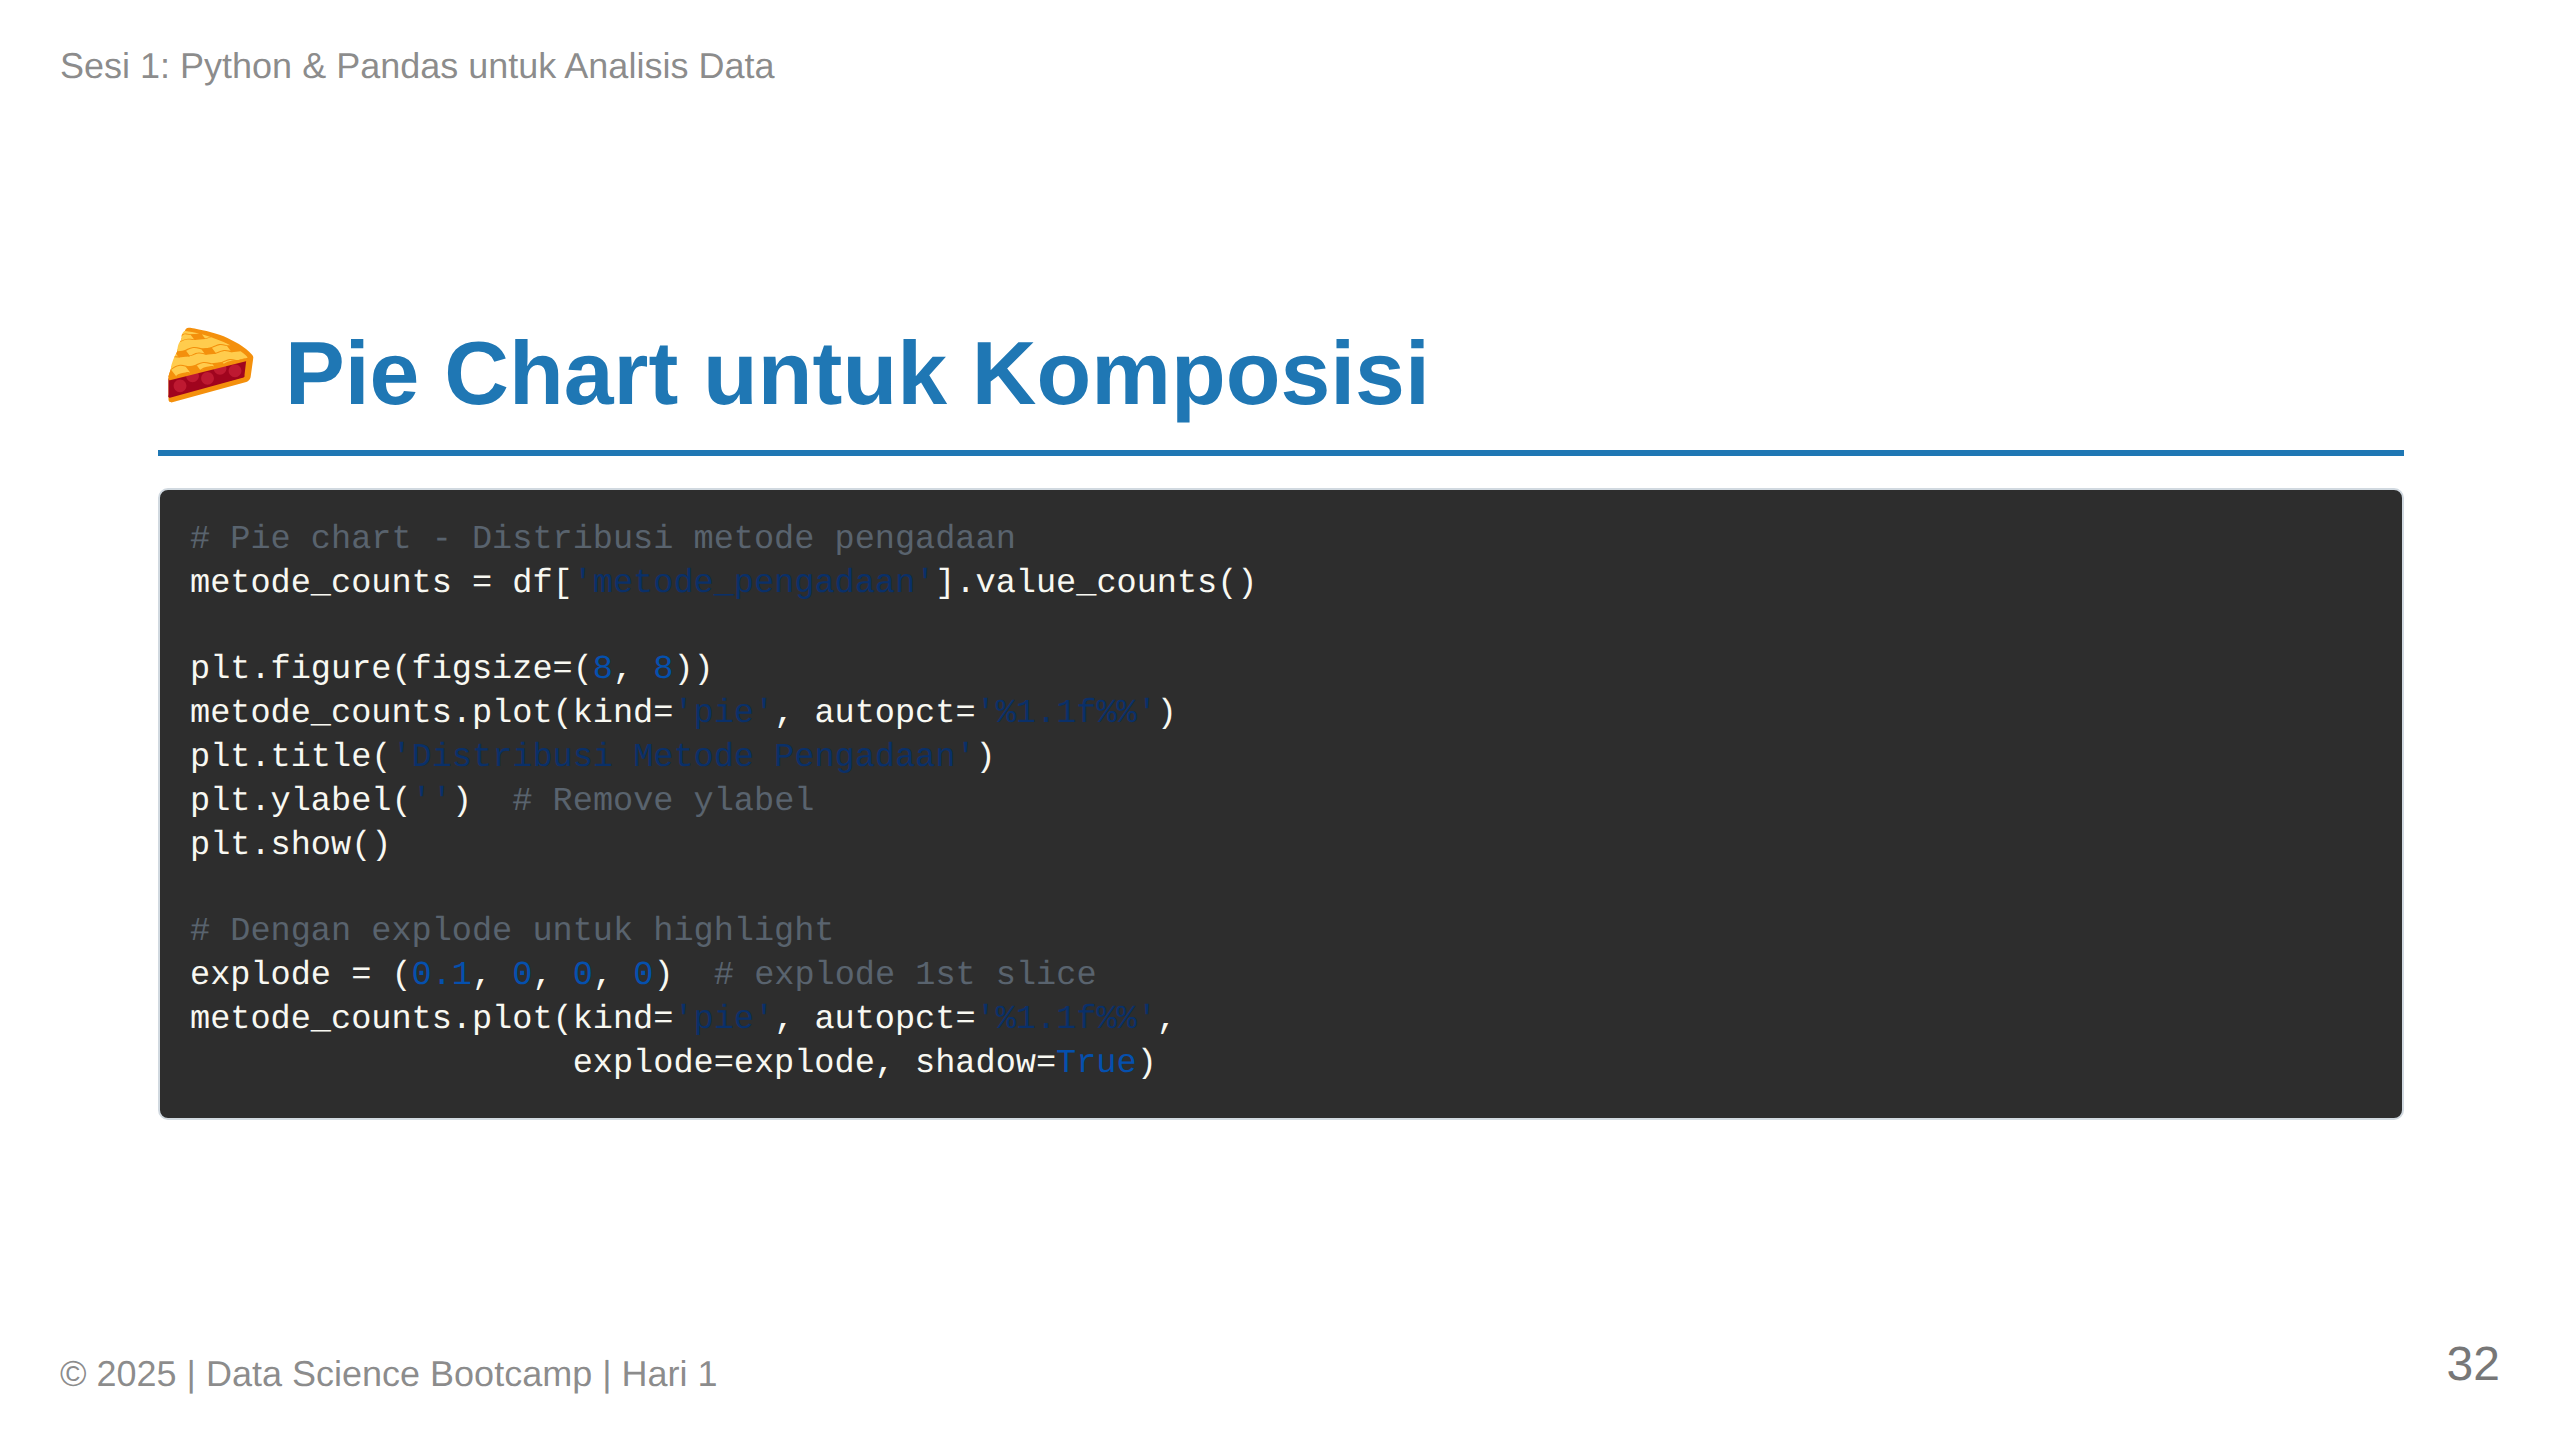 Sesi 1: Python & Pandas untuk Analisis Data
Pie Chart untuk Komposisi
# Pie chart - Distribusi metode pengadaan
metode_counts = df['metode_pengadaan'].value_counts()
plt.figure(figsize=(8, 8))
metode_counts.plot(kind='pie', autopct='%1.1f%%')
plt.title('Distribusi Metode Pengadaan')
plt.ylabel('')  # Remove ylabel
plt.show()
# Dengan explode untuk highlight
explode = (0.1, 0, 0, 0)  # explode 1st slice
metode_counts.plot(kind='pie', autopct='%1.1f%%',
                   explode=explode, shadow=True)
© 2025 | Data Science Bootcamp | Hari 1
32